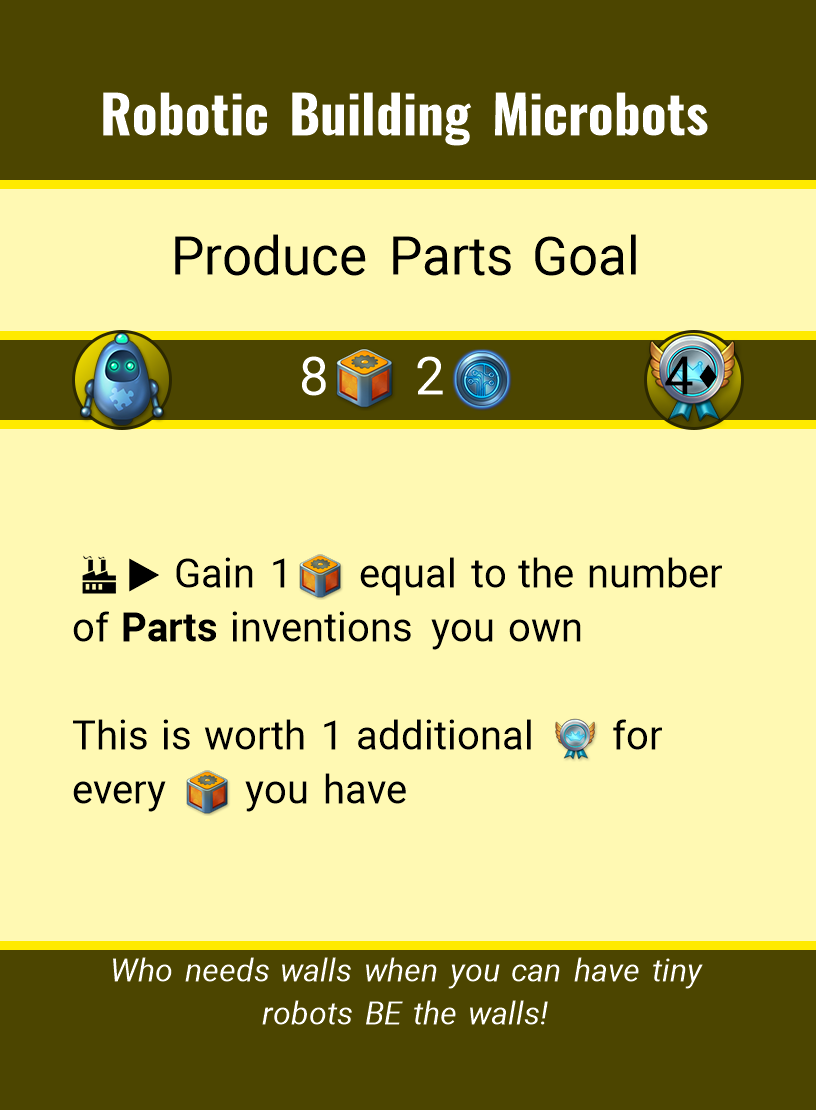 Robotic Building Microbots
Produce Parts Goal
8 2 4♦
▶ Gain 1 equal to the number
of Parts inventions you own
This is worth 1 additional for
every you have
Who needs walls when you can have tiny
robots BE the walls!